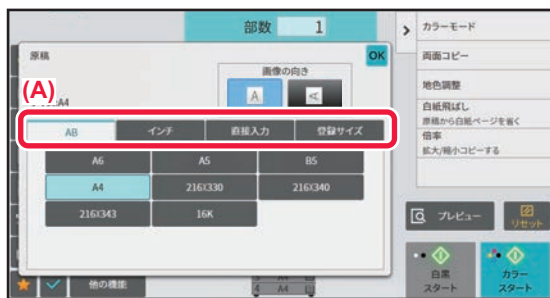 部数 1
カラーモード
原稿
OK
画像の向き
両面コピー
A
A
(A)
A4
地色調整
白紙飛ばし
原稿から白紙ページを省く
AB インチ 直接入力 登録サイズ
倍率
拡大/縮小コピーする
A6 A5 B5
A4 216X330 216X340
216X343 16K
プレビュー
リセット
他の機能
A4
白黒
スタート
カラー
スタート